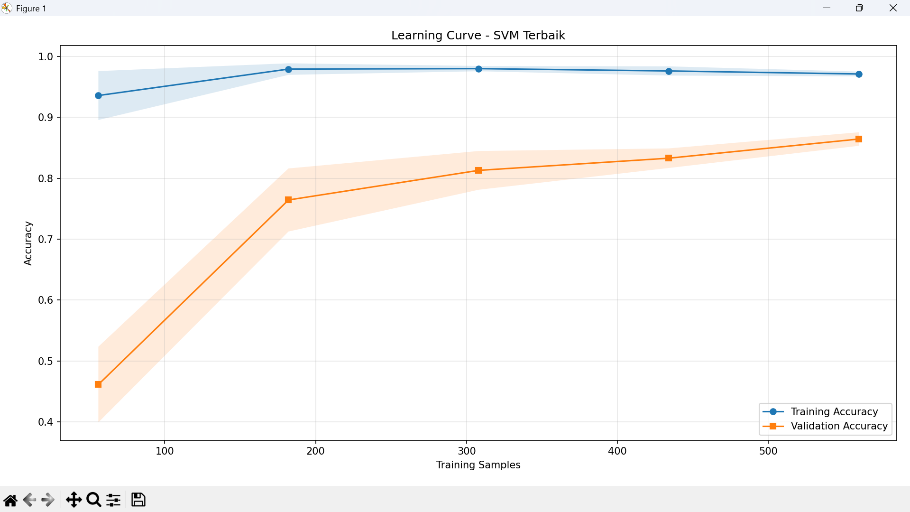 Figure 1
Learning Curve - SVM Terbaik
1.0
0.9
0.8
0.7
0.6
0.5
0.4
Accuracy
Training Accuracy
Validation Accuracy
100 200 300 400 500
Training Samples